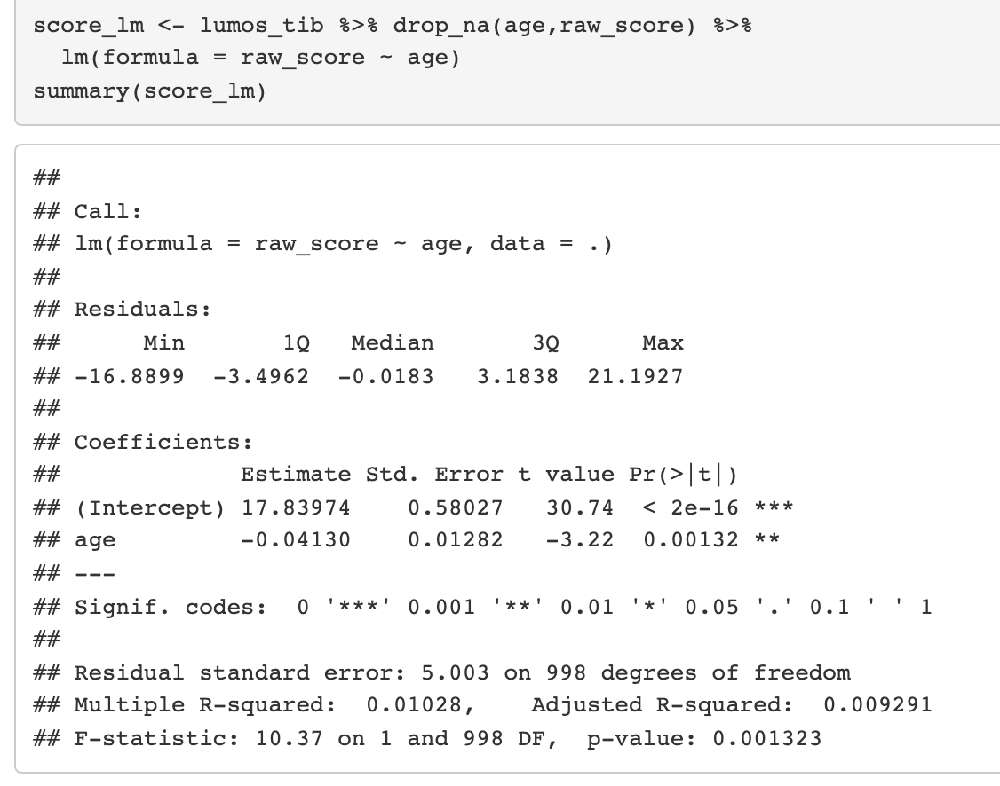 score_lm <- lumos_tib %>% drop_na(age,raw_score) %>%
  lm(formula = raw_score ~ age)
summary(score_lm)
##
## Call:
## lm(formula = raw_score ~ age, data = .)
##
## Residuals:
##      Min       1Q   Median       3Q      Max
## -16.8899  -3.4962  -0.0183   3.1838  21.1927
##
## Coefficients:
##             Estimate Std. Error t value Pr(>|t|)
## (Intercept) 17.83974    0.58027   30.74  < 2e-16 ***
## age         -0.04130    0.01282   -3.22  0.00132 **
## ---
## Signif. codes:  0 '***' 0.001 '**' 0.01 '*' 0.05 '.' 0.1 ' ' 1
##
## Residual standard error: 5.003 on 998 degrees of freedom
## Multiple R-squared:  0.01028,    Adjusted R-squared:  0.009291
## F-statistic: 10.37 on 1 and 998 DF,  p-value: 0.001323